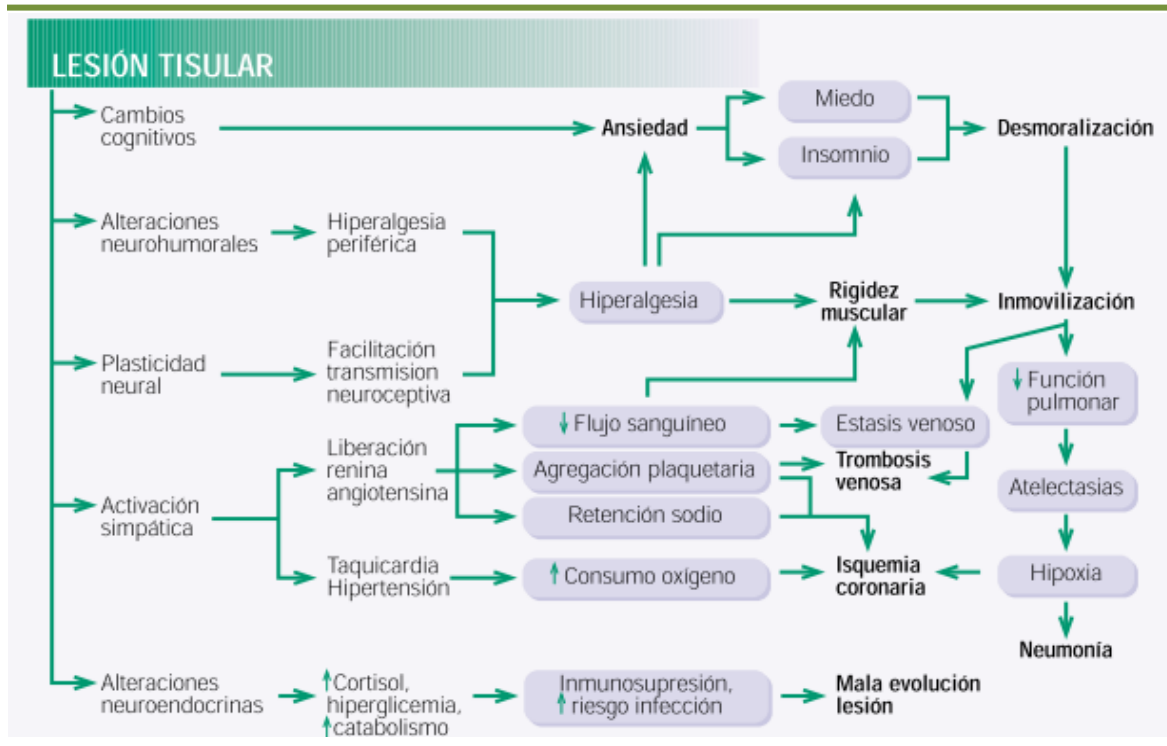 LESIÓN TISULAR
Cambios
cognitivos
Ansiedad
Miedo
Insomnio
Desmoralización
Alteraciones
neurohumorales
Hiperalgesia
periférica
Hiperalgesia
Rigidez
muscular
Inmovilización
Plasticidad
neural
Facilitación
transmision
neuroceptiva
↓ Función
pulmonar
Activación
simpática
Liberación
renina
angiotensina
↓ Flujo sanguíneo
Estasis venoso
Agregación plaquetaria
Trombosis
venosa
Retención sodio
Atelectasias
Taquicardia
Hipertensión
↑ Consumo oxígeno
Isquemia
coronaria
Hipoxia
Neumonía
Alteraciones
neuroendocrinas
↑Cortisol,
hiperglicemia,
↑catabolismo
Inmunosupresión,
↑ riesgo infección
Mala evolución
lesión